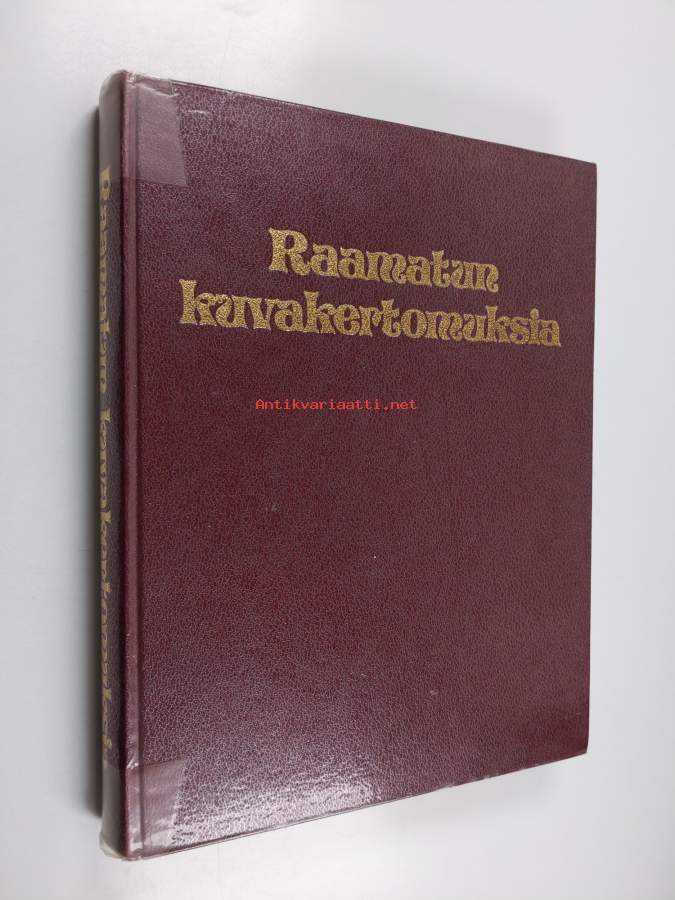 Raamatun
kuvakertomuksia
Antikvariaatti.net
Raamatun kuvakertomuksia